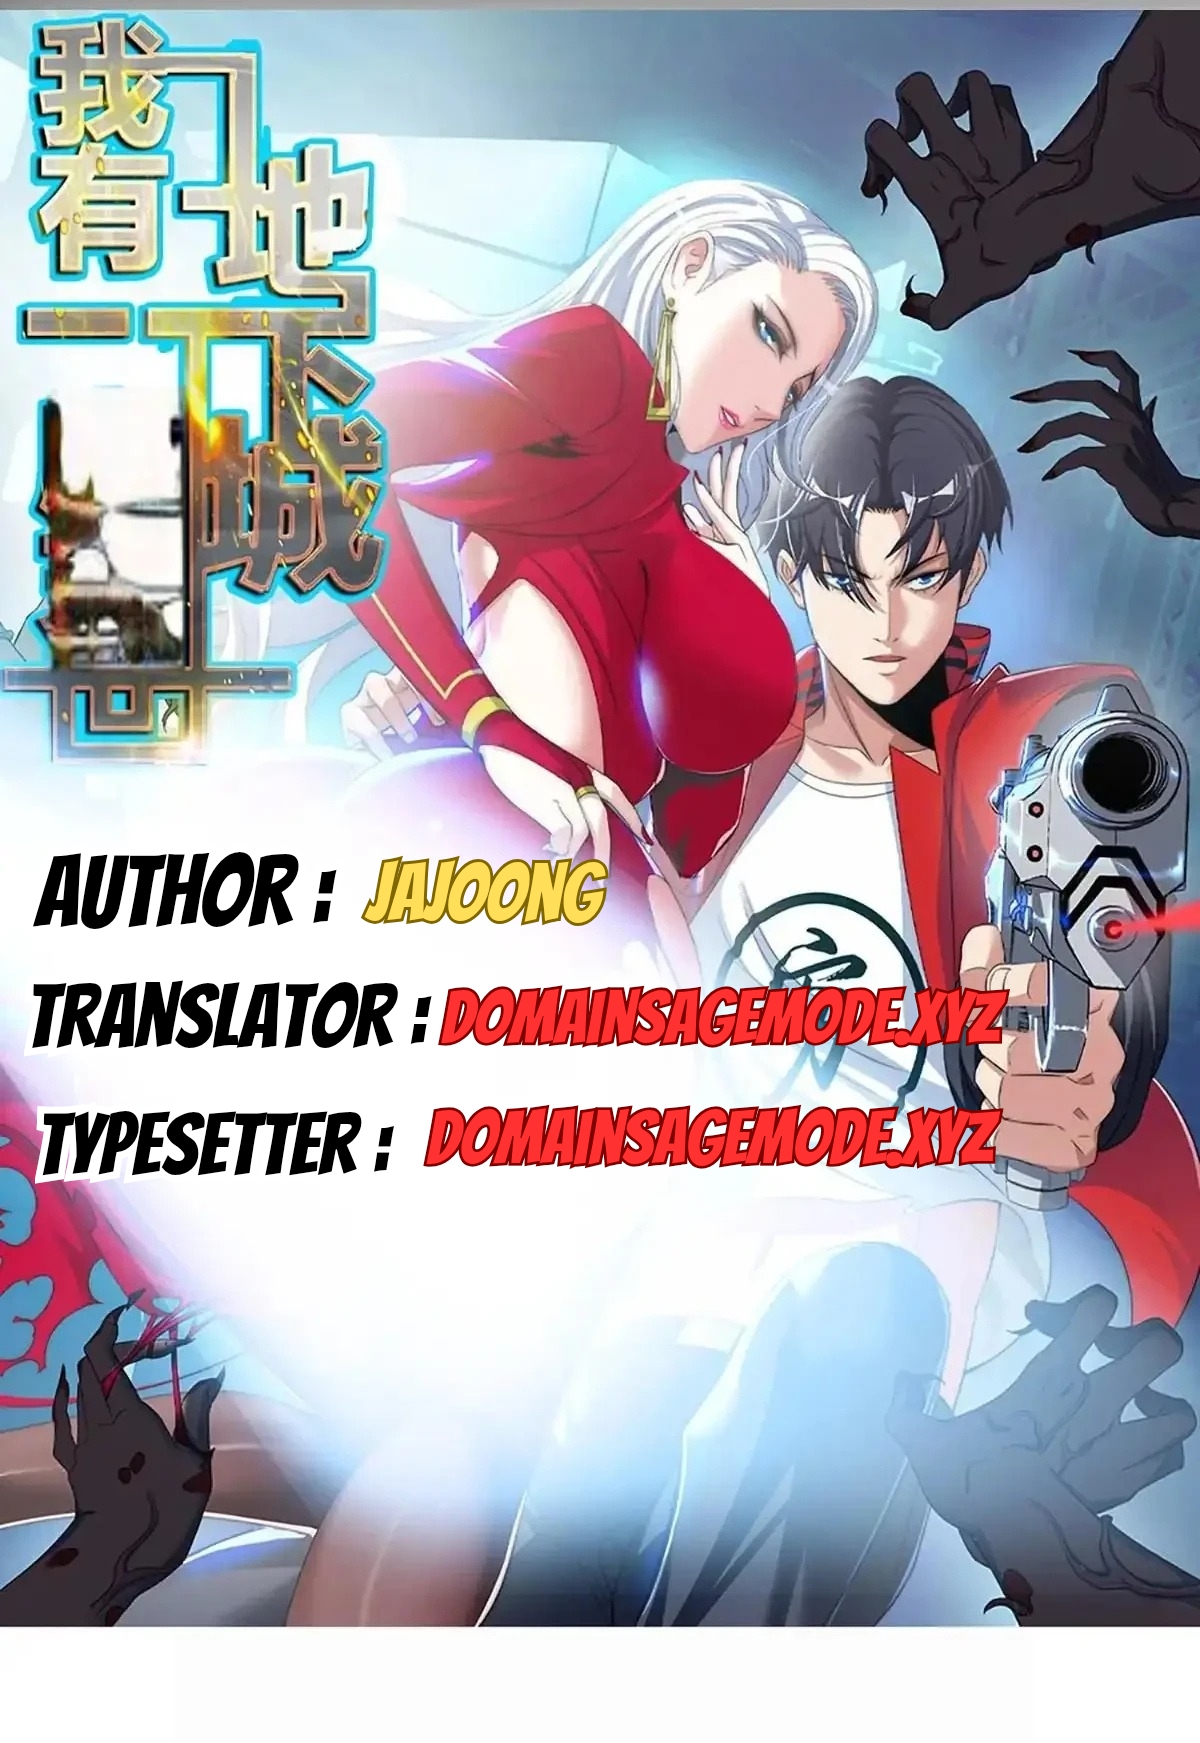 我有
一
地下城
AUTHOR : JAJOONG
TRANSLATOR : DOMAINSAGEMODE.XYZ
TYPESETTER : DOMAINSAGEMODE.XYZ